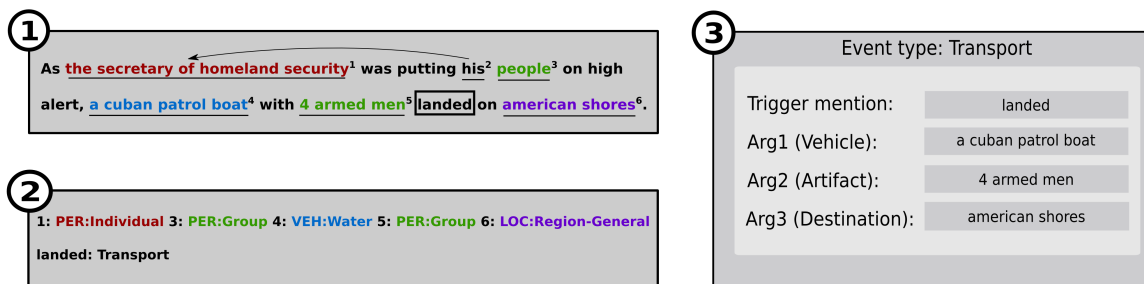 1
As the secretary of homeland security¹ was putting his² people³ on high
alert, a cuban patrol boat⁴ with 4 armed men⁵ landed on american shores⁶.
2
1: PER:Individual 3: PER:Group 4: VEH:Water 5: PER:Group 6: LOC:Region-General
landed: Transport
3
Event type: Transport
Trigger mention: landed
Arg1 (Vehicle): a cuban patrol boat
Arg2 (Artifact): 4 armed men
Arg3 (Destination): american shores